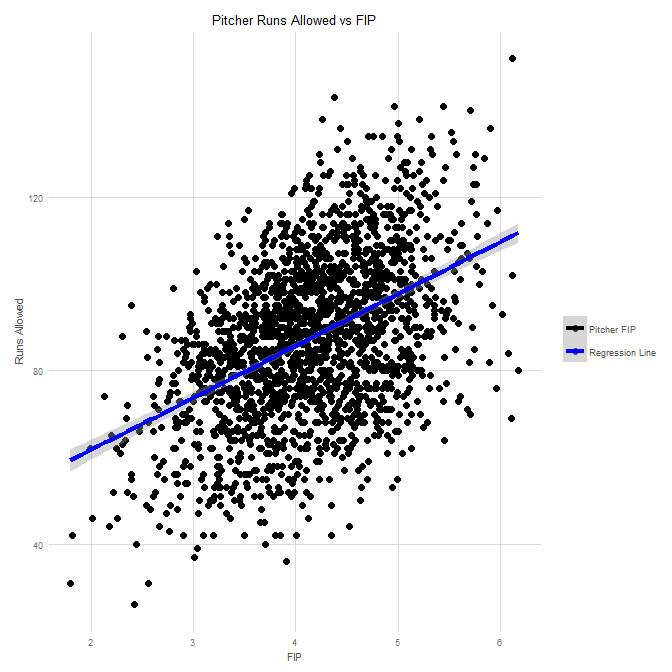 Pitcher Runs Allowed vs FIP
120
80
40
Runs Allowed
2 3 4 5 6
FIP
Pitcher FIP
Regression Line